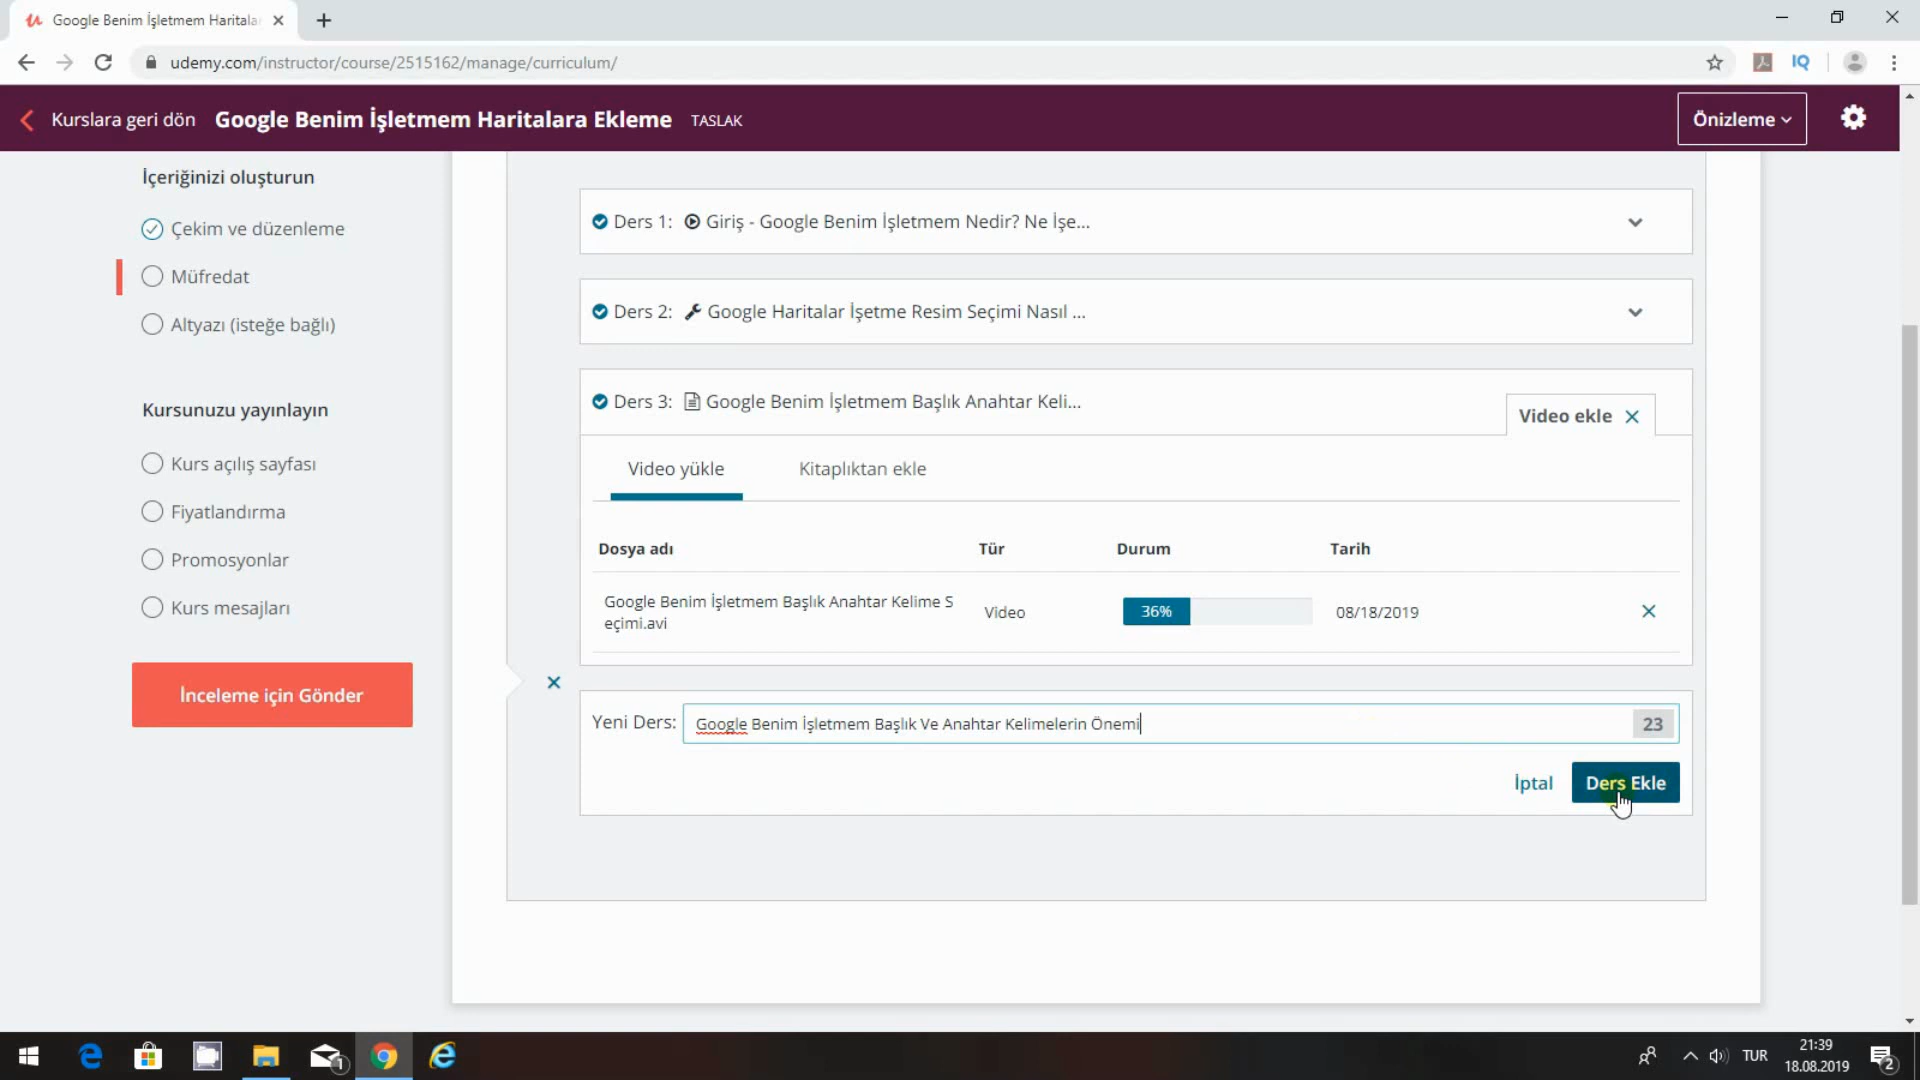 Google Benim İşletmem Haritala
udemy.com/instructor/course/2515162/manage/curriculum/
IQ
Kurslara geri dön
Google Benim İşletmem Haritalara Ekleme
TASLAK
Önizleme
İçeriğinizi oluşturun
Çekim ve düzenleme
Müfredat
Altyazı (isteğe bağlı)
Kursunuzu yayınlayın
Kurs açılış sayfası
Fiyatlandırma
Promosyonlar
Kurs mesajları
İnceleme için Gönder
Ders 1: Giriş - Google Benim İşletmem Nedir? Ne İşe...
Ders 2: Google Haritalar İşetme Resim Seçimi Nasıl ...
Ders 3: Google Benim İşletmem Başlık Anahtar Keli...
Video ekle
Video yükle
Kitaplıktan ekle
Dosya adı
Tür
Durum
Tarih
Google Benim İşletmem Başlık Anahtar Kelime S
eçimi.avi
Video
36%
08/18/2019
Yeni Ders:
Google Benim İşletmem Başlık Ve Anahtar Kelimelerin Önemi
23
İptal
Ders Ekle
1
TUR
21:39
18.08.2019
2